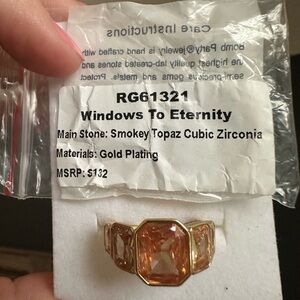 Care Instructions
Bomb Party® jewelry is hand crafted with
highest quality lab-created stones and
semi-precious gems and metals. Protect
RG61321
Windows To Eternity
Main Stone: Smokey Topaz Cubic Zirconia
Materials: Gold Plating
MSRP: $132